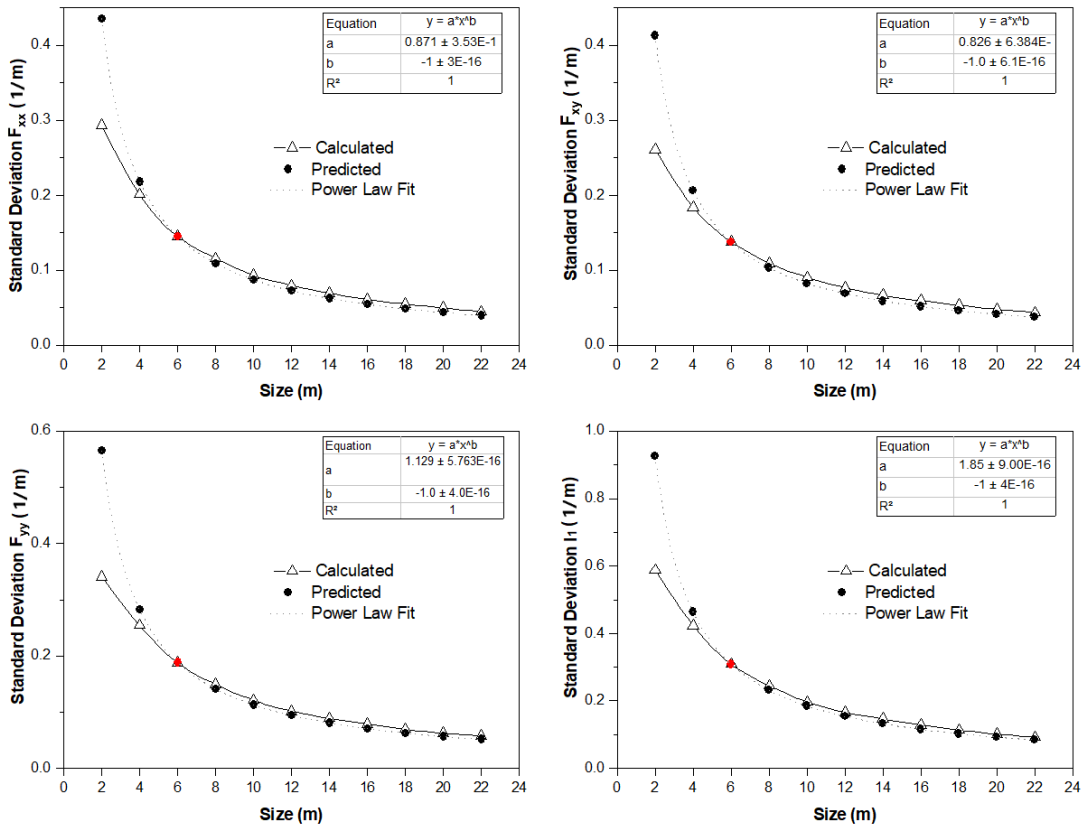 Standard Deviation F_xx ( 1/m)
0.4
0.3
0.2
0.1
0.0
0 2 4 6 8 10 12 14 16 18 20 22 24
Size (m)
Equation y = a*x^b
a 0.871 ± 3.53E-1
b -1 ± 3E-16
R² 1
Calculated
Predicted
Power Law Fit
Standard Deviation F_xy ( 1/m)
0.4
0.3
0.2
0.1
0.0
0 2 4 6 8 10 12 14 16 18 20 22 24
Size (m)
Equation y = a*x^b
a 0.826 ± 6.384E-
b -1.0 ± 6.1E-16
R² 1
Calculated
Predicted
Power Law Fit
Standard Deviation F_yy ( 1/m)
0.6
0.4
0.2
0.0
0 2 4 6 8 10 12 14 16 18 20 22 24
Size (m)
Equation y = a*x^b
a 1.129 ± 5.763E-16
b -1.0 ± 4.0E-16
R² 1
Calculated
Predicted
Power Law Fit
Standard Deviation I₁ ( 1/m)
1.0
0.8
0.6
0.4
0.2
0.0
0 2 4 6 8 10 12 14 16 18 20 22 24
Size (m)
Equation y = a*x^b
a 1.85 ± 9.00E-16
b -1 ± 4E-16
R² 1
Calculated
Predicted
Power Law Fit